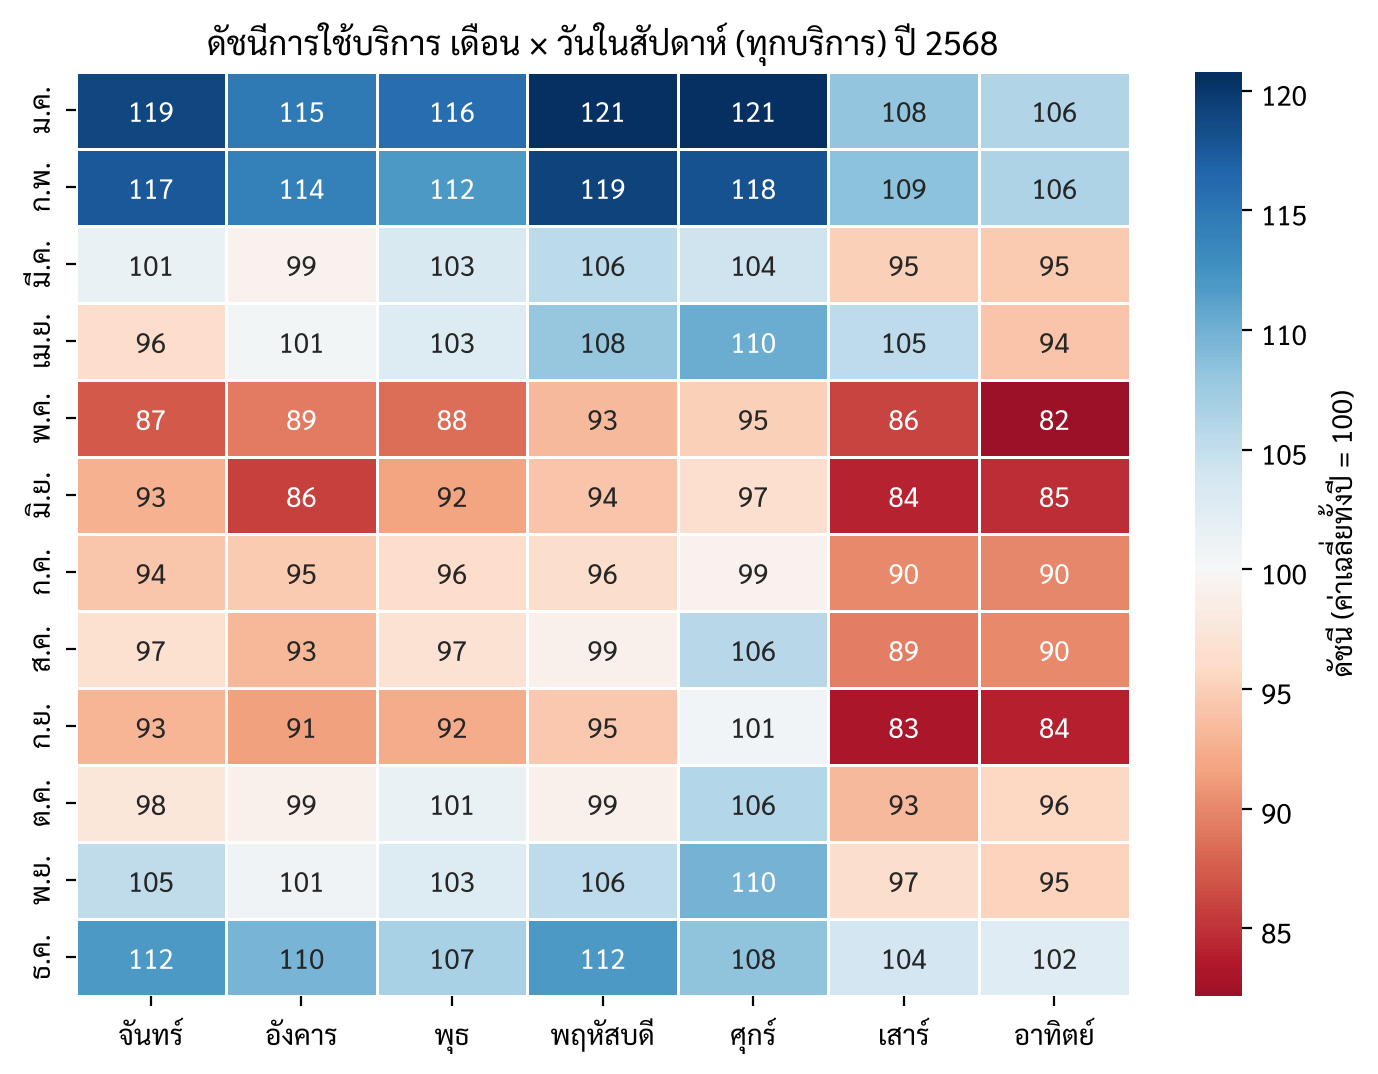 ดัชนีการใช้บริการ เดือน × วันในสัปดาห์ (ทุกบริการ) ปี 2568
ม.ค. 119 115 116 121 121 108 106
ก.พ. 117 114 112 119 118 109 106
มี.ค. 101 99 103 106 104 95 95
เม.ย. 96 101 103 108 110 105 94
พ.ค. 87 89 88 93 95 86 82
มิ.ย. 93 86 92 94 97 84 85
ก.ค. 94 95 96 96 99 90 90
ส.ค. 97 93 97 99 106 89 90
ก.ย. 93 91 92 95 101 83 84
ต.ค. 98 99 101 99 106 93 96
พ.ย. 105 101 103 106 110 97 95
ธ.ค. 112 110 107 112 108 104 102
จันทร์ อังคาร พุธ พฤหัสบดี ศุกร์ เสาร์ อาทิตย์
120
115
110
105
100
95
90
85
ดัชนี (ค่าเฉลี่ยทั้งปี = 100)